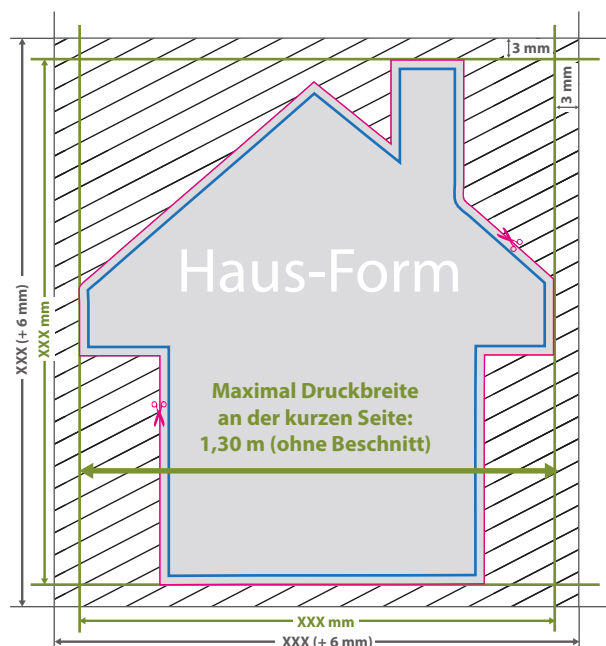 3 mm
3 mm
Haus-Form
XXX (+ 6 mm)
XXX mm
Maximal Druckbreite
an der kurzen Seite:
1,30 m (ohne Beschnitt)
XXX mm
XXX (+ 6 mm)